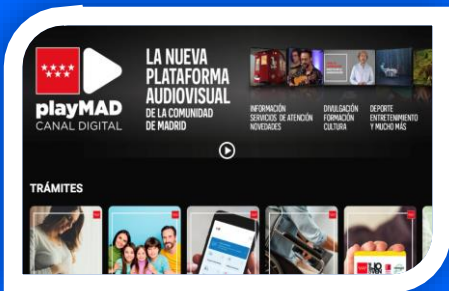 LA NUEVA
PLATAFORMA
AUDIOVISUAL
DE LA COMUNIDAD
DE MADRID
playMAD
CANAL DIGITAL
INFORMACIÓN
SERVICIOS DE ATENCIÓN
NOVEDADES
DIVULGACIÓN
FORMACIÓN
CULTURA
DEPORTE
ENTRETENIMIENTO
Y MUCHO MÁS
TRÁMITES